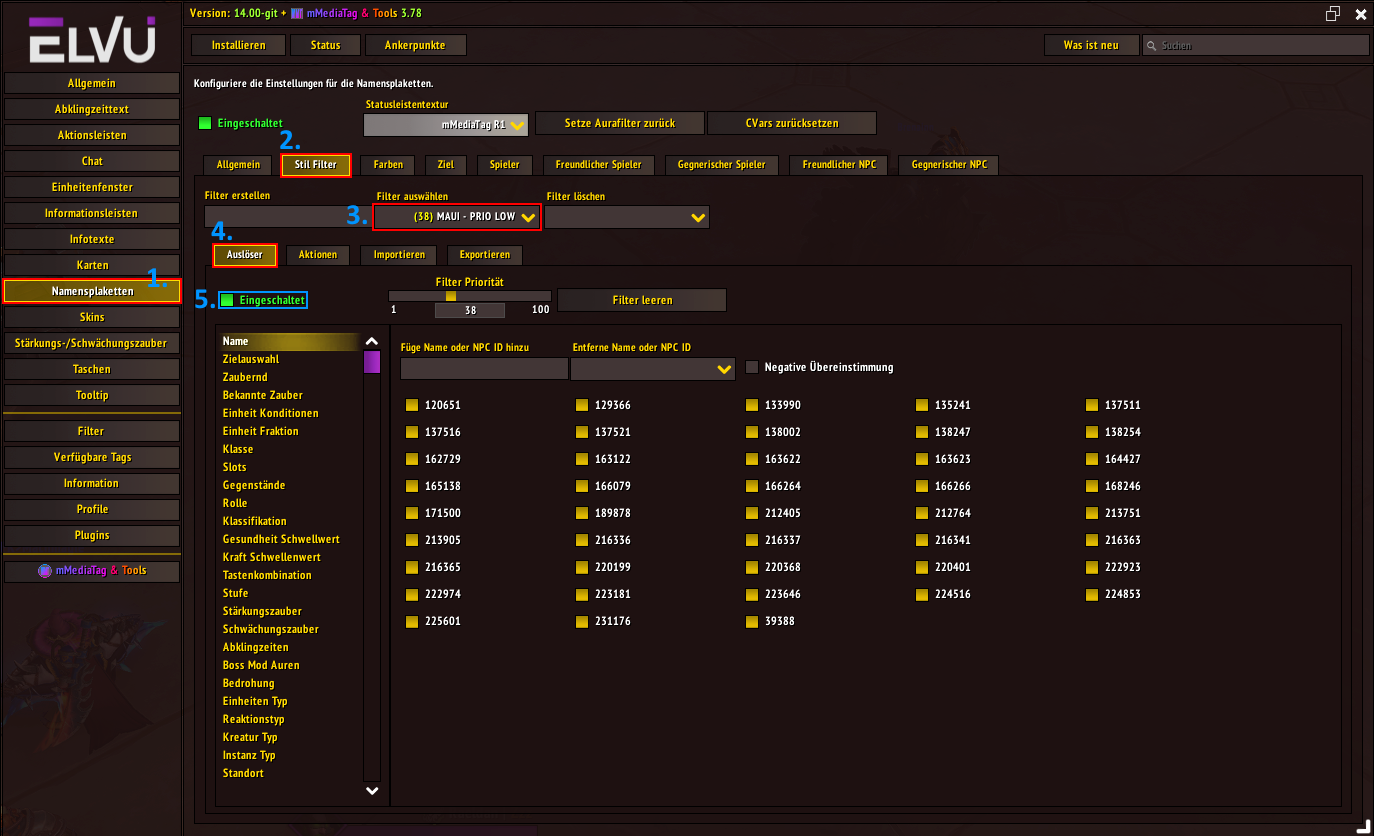 ELVUI
Version: 14.00-git + mMediaTag & Tools 3.78
Installieren
Status
Ankerpunkte
Was ist neu
Suchen
Allgemein
Abklingzeittext
Aktionsleisten
Chat
Einheitenfenster
Informationsleisten
Infotexte
Karten
1.
Namensplaketten
Skins
Stärkungs-/Schwächungszauber
Taschen
Tooltip
Filter
Verfügbare Tags
Information
Profile
Plugins
mMediaTag & Tools
Konfiguriere die Einstellungen für die Namensplaketten.
Eingeschaltet
Statusleistentextur
mMediaTag R1
Setze Aurafilter zurück
CVars zurücksetzen
2.
Allgemein
Stil Filter
Farben
Ziel
Spieler
Freundlicher Spieler
Gegnerischer Spieler
Freundlicher NPC
Gegnerischer NPC
Filter erstellen
Filter auswählen
Filter löschen
3.
(38) MAUI - PRIO LOW
4.
Auslöser
Aktionen
Importieren
Exportieren
5.
Eingeschaltet
Filter Priorität
1
38
100
Filter leeren
Name
Zielauswahl
Zaubernd
Bekannte Zauber
Einheit Konditionen
Einheit Fraktion
Klasse
Slots
Gegenstände
Rolle
Klassifikation
Gesundheit Schwellwert
Kraft Schwellenwert
Tastenkombination
Stufe
Stärkungszauber
Schwächungszauber
Abklingzeiten
Boss Mod Auren
Bedrohung
Einheiten Typ
Reaktionstyp
Kreatur Typ
Instanz Typ
Standort
Füge Name oder NPC ID hinzu
Entferne Name oder NPC ID
Negative Übereinstimmung
120651 129366 133990 135241 137511
137516 137521 138002 138247 138254
162729 163122 163622 163623 164427
165138 166079 166264 166266 168246
171500 189878 212405 212764 213751
213905 216336 216337 216341 216363
216365 220199 220368 220401 222923
222974 223181 223646 224516 224853
225601 231176 39388